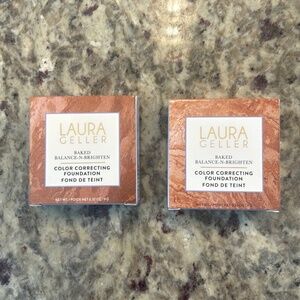 LAURA
GELLER
BAKED
BALANCE-N-BRIGHTEN
COLOR CORRECTING
FOUNDATION
FOND DE TEINT
LAURA
GELLER
BAKED
BALANCE-N-BRIGHTEN
COLOR CORRECTING
FOUNDATION
FOND DE TEINT